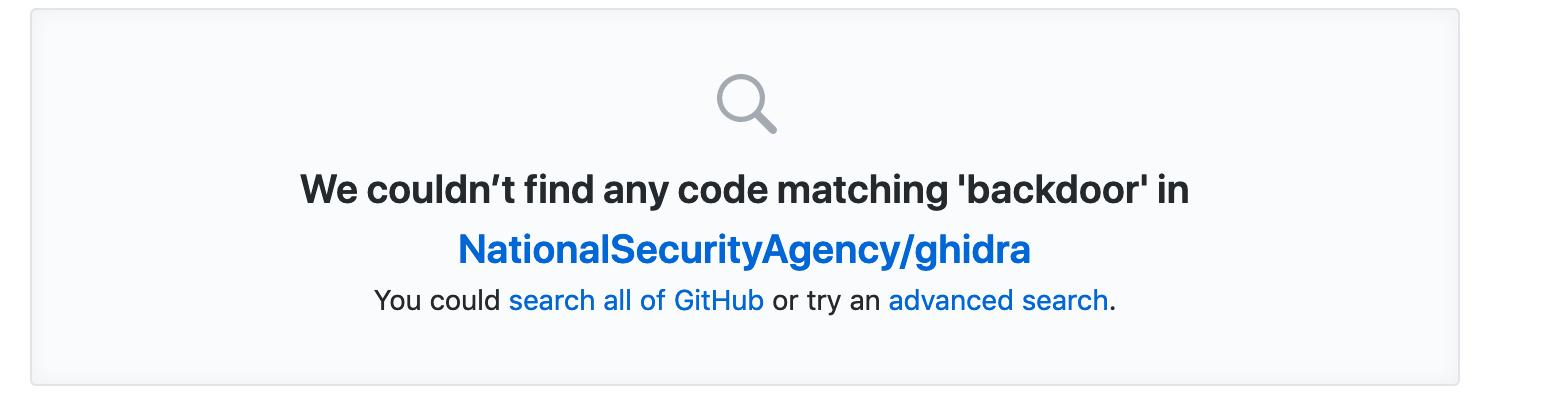 We couldn’t find any code matching 'backdoor' in
NationalSecurityAgency/ghidra
You could search all of GitHub or try an advanced search.